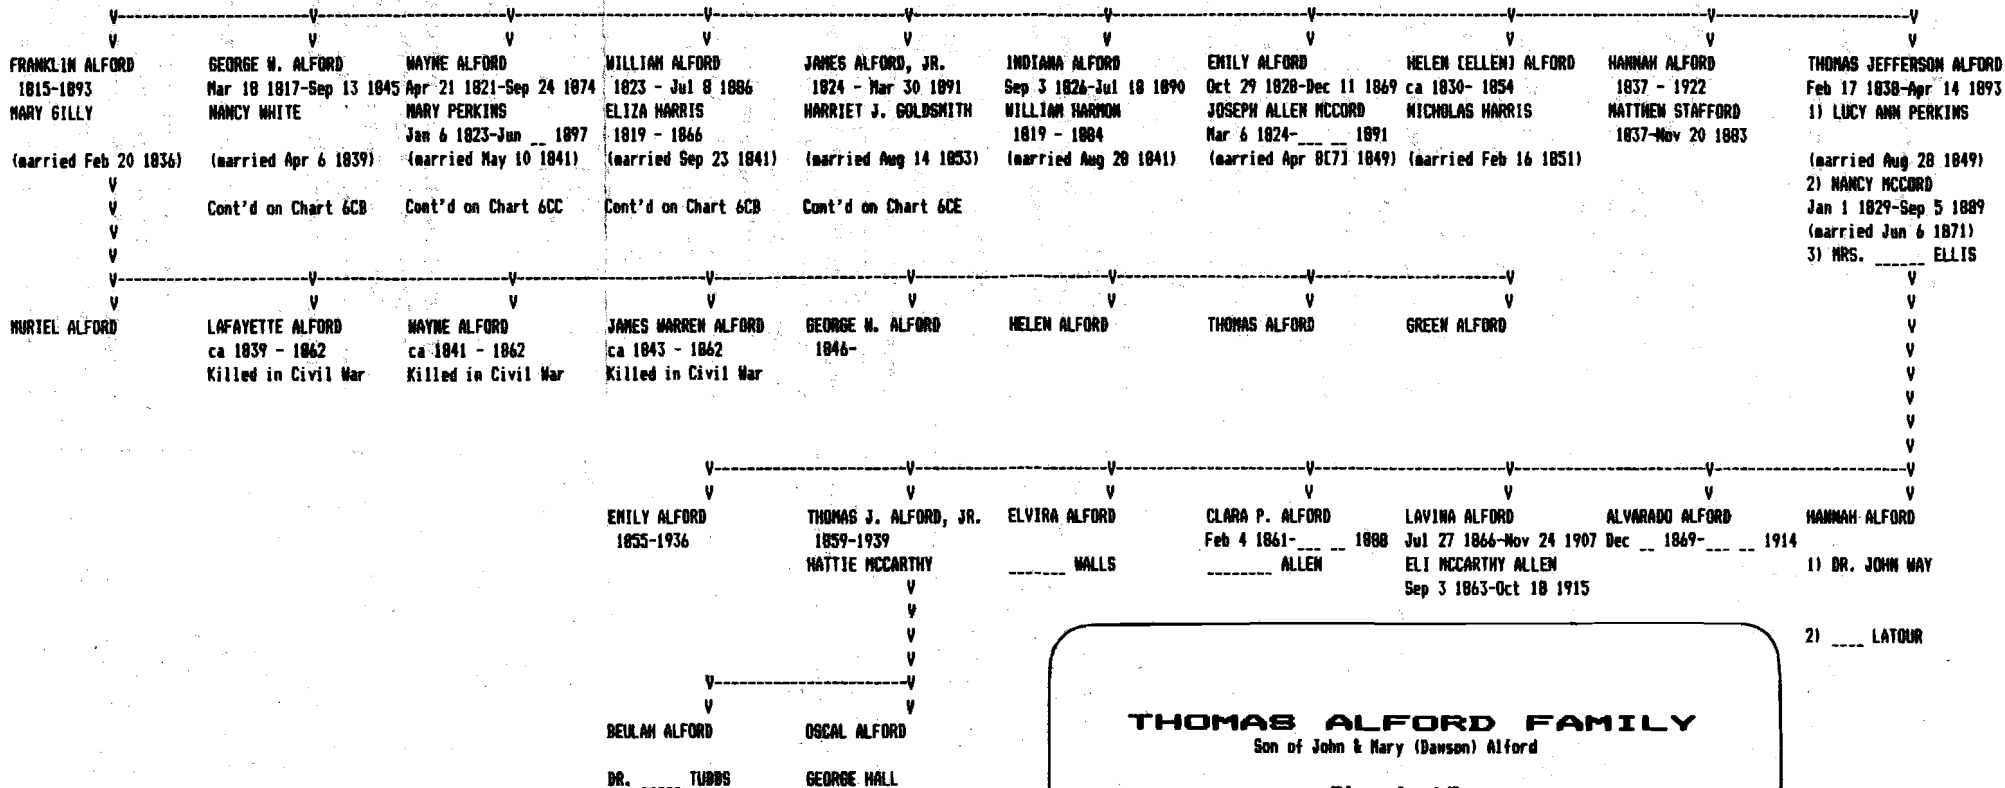 FRANKLIN ALFORD
1815-1893
MARY GILLY
(married Feb 20 1836)
GEORGE W. ALFORD
Mar 18 1817-Sep 13 1845
NANCY WHITE
(married Apr 6 1839)
Cont'd on Chart 6CB
WAYNE ALFORD
Apr 21 1821-Sep 24 1874
MARY PERKINS
Jan 6 1823-Jun __ 1897
(married May 10 1841)
Cont'd on Chart 6CC
WILLIAM ALFORD
1823 - Jul 8 1886
ELIZA HARRIS
1819 - 1866
(married Sep 23 1841)
Cont'd on Chart 6CB
JAMES ALFORD, JR.
1824 - Mar 30 1891
HARRIET J. GOLDSMITH
(married Aug 14 1853)
Cont'd on Chart 6CE
INDIANA ALFORD
Sep 3 1826-Jul 18 1890
WILLIAM HARMON
1819 - 1884
(married Aug 28 1841)
EMILY ALFORD
Oct 29 1828-Dec 11 1869
JOSEPH ALLEN MCCORD
Mar 6 1824-___ __ 1891
(married Apr 8[7] 1849)
HELEN [ELLEN] ALFORD
ca 1830- 1854
NICHOLAS HARRIS
(married Feb 16 1851)
HANNAH ALFORD
1837 - 1922
MATTHEW STAFFORD
1837-Nov 20 1883
THOMAS JEFFERSON ALFORD
Feb 17 1838-Apr 14 1893
1) LUCY ANN PERKINS
(married Aug 28 1849)
2) NANCY MCCORD
Jan 1 1829-Sep 5 1889
(married Jun 6 1871)
3) MRS. ______ ELLIS
MURIEL ALFORD
LAFAYETTE ALFORD
ca 1839 - 1862
Killed in Civil War
WAYNE ALFORD
ca 1841 - 1862
Killed in Civil War
JAMES WARREN ALFORD
ca 1843 - 1862
Killed in Civil War
GEORGE W. ALFORD
1846-
HELEN ALFORD
THOMAS ALFORD
GREEN ALFORD
EMILY ALFORD
1855-1936
THOMAS J. ALFORD, JR.
1859-1939
HATTIE MCCARTHY
ELVIRA ALFORD
_______ WALLS
CLARA P. ALFORD
Feb 4 1861-___ __ 1888
________ ALLEN
LAVINA ALFORD
Jul 27 1866-Nov 24 1907
ELI MCCARTHY ALLEN
Sep 3 1863-Oct 18 1915
ALVARADO ALFORD
Dec __ 1869-___ __ 1914
HANNAH ALFORD
1) DR. JOHN WAY
2) ____ LATOUR
BEULAH ALFORD
DR. _____ TUBBS
OSCAL ALFORD
GEORGE HALL
THOMAS ALFORD FAMILY
Son of John & Mary (Dawson) Alford